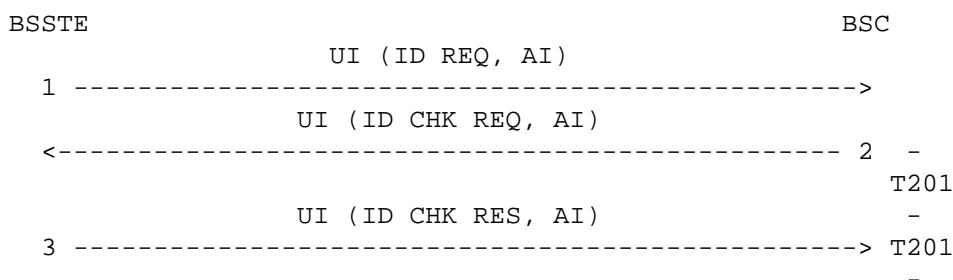 BSSTE BSC
UI (ID REQ, AI)
1 ------------------------------------------------->
UI (ID CHK REQ, AI)
<------------------------------------------------- 2 -
T201
UI (ID CHK RES, AI) -
3 -------------------------------------------------> T201
-